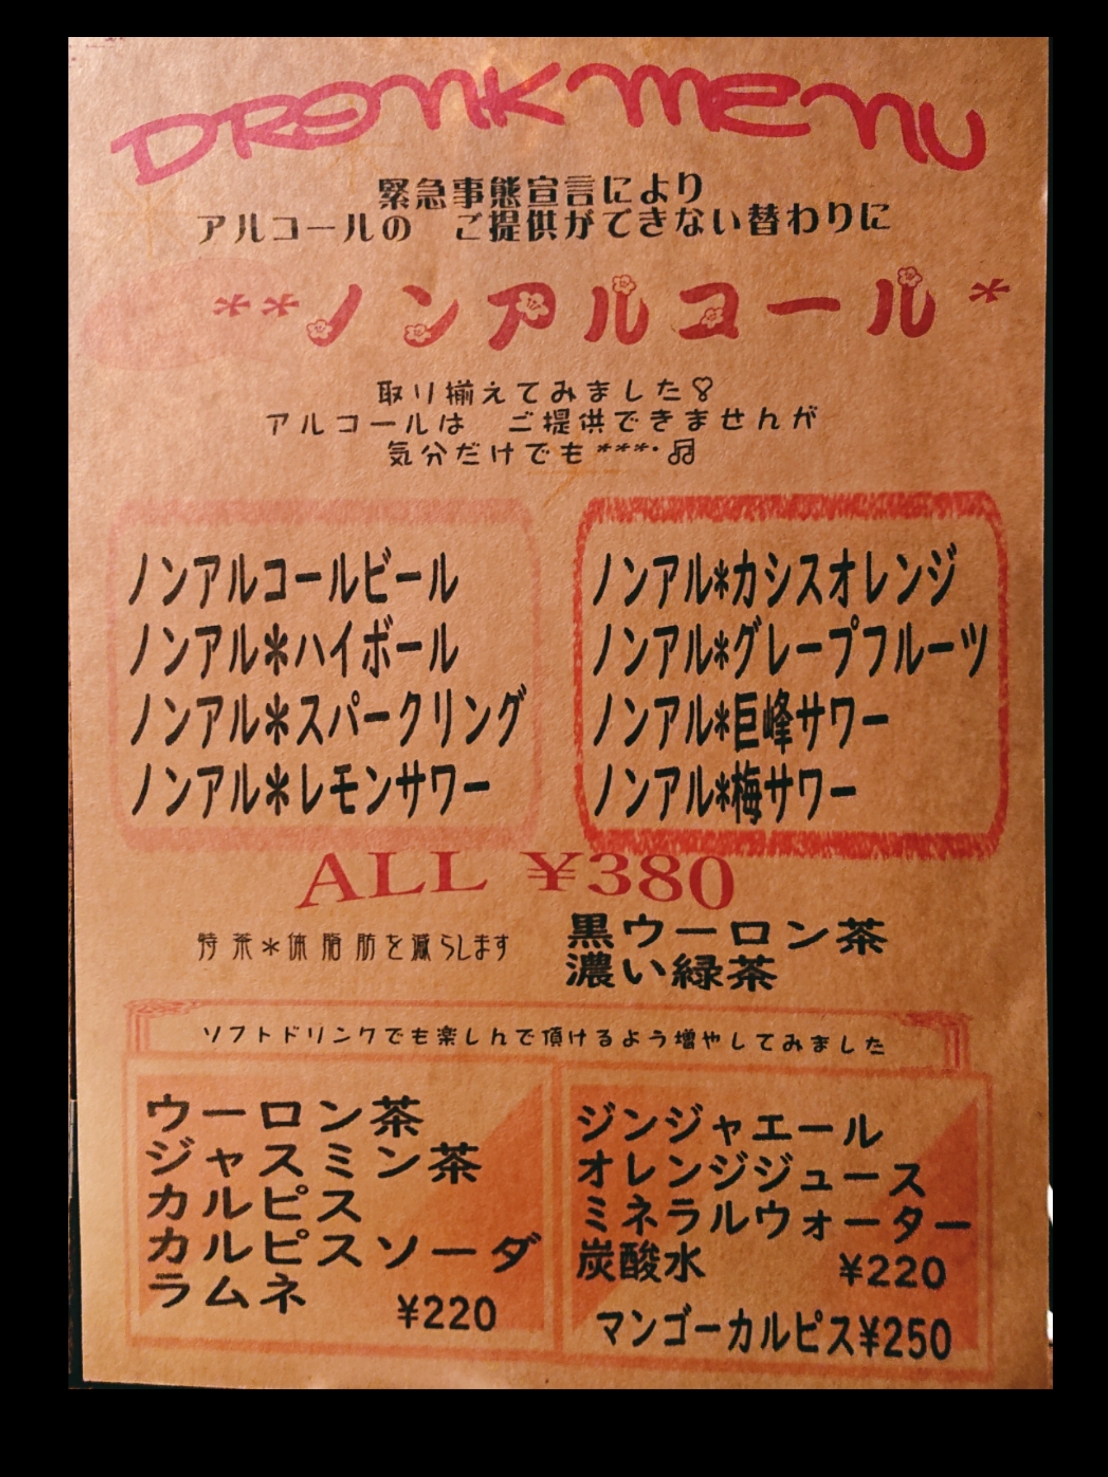 DRINK MENU
緊急事態宣言により
アルコールの ご提供ができない替わりに
**ノンアルコール*
取り揃えてみました♡
アルコールは ご提供できませんが
気分だけでも***・♫
ノンアルコールビール
ノンアル*ハイボール
ノンアル*スパークリング
ノンアル*レモンサワー
ノンアル*カシスオレンジ
ノンアル*グレープフルーツ
ノンアル*巨峰サワー
ノンアル*梅サワー
ALL ¥380
特茶*体脂肪を減らします
黒ウーロン茶
濃い緑茶
ソフトドリンクでも楽しんで頂けるよう増やしてみました
ウーロン茶
ジャスミン茶
カルピス
カルピスソーダ
ラムネ
¥220
ジンジャエール
オレンジジュース
ミネラルウォーター
炭酸水 ¥220
マンゴーカルピス¥250